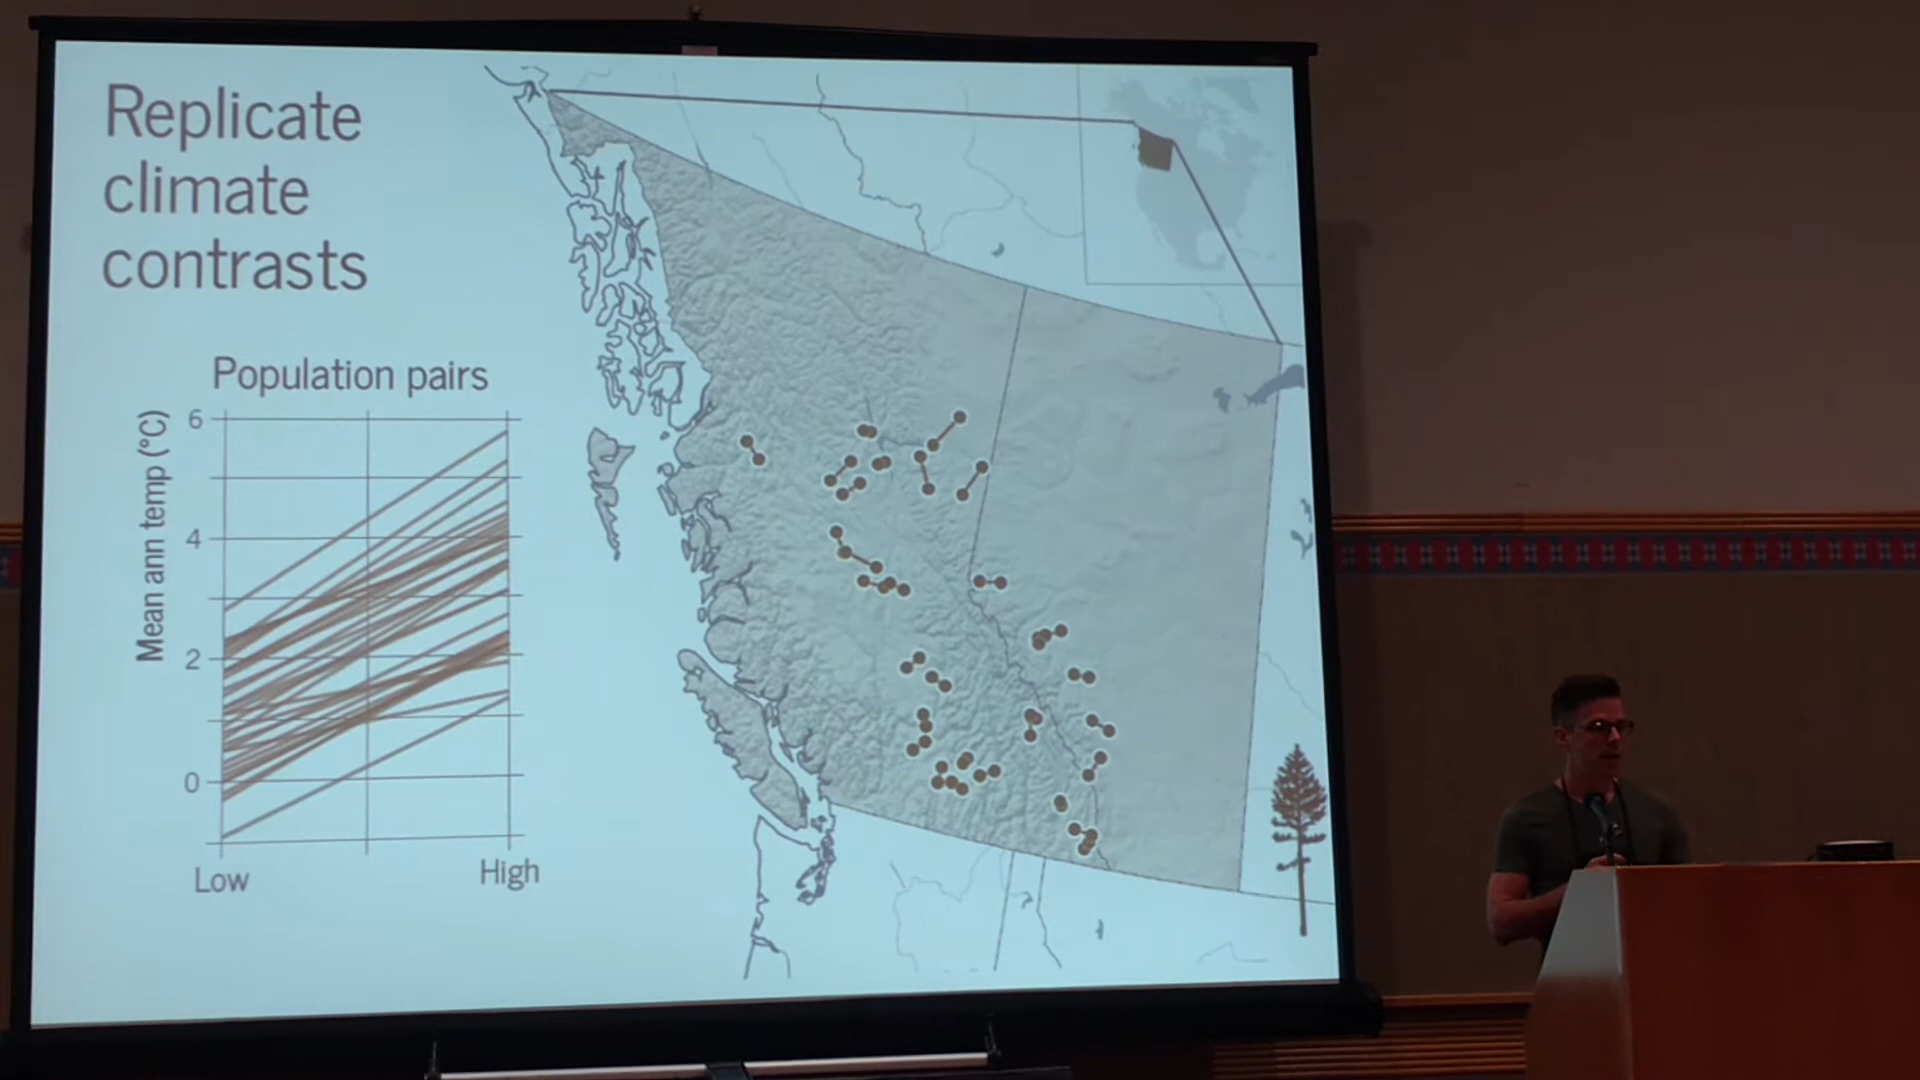 Replicate
climate
contrasts
Population pairs
Mean ann temp (°C)
6
4
2
0
Low
High